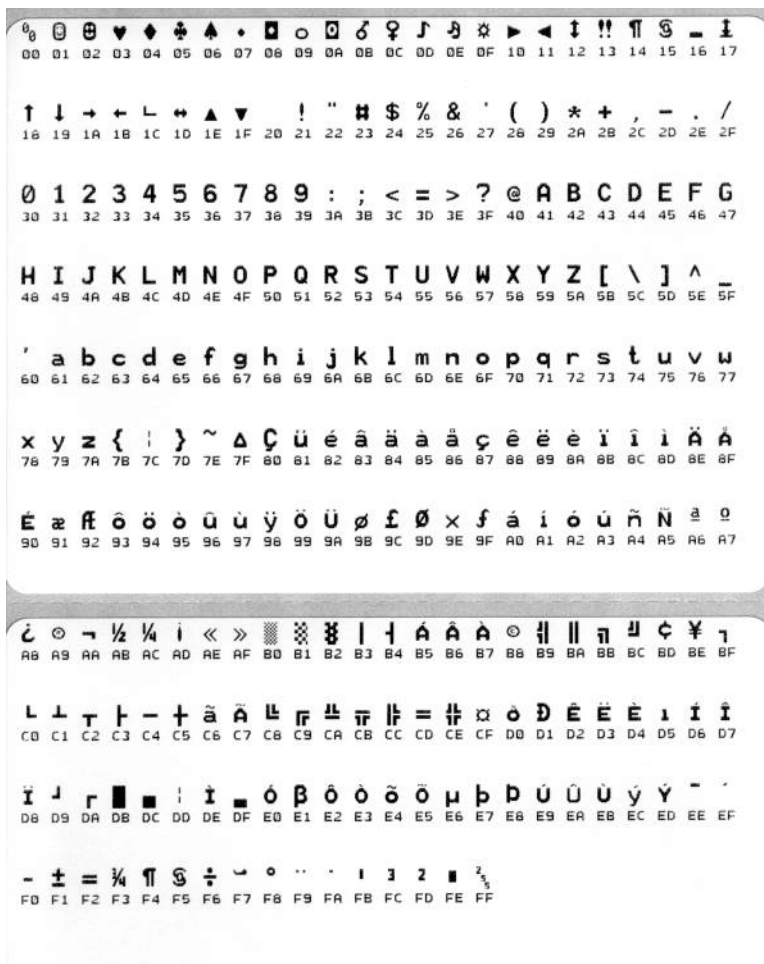 ⁰₀ ☺ ☻ ♥ ♦ ♣ ♠ • ◘ ○ ◙ ♂ ♀ ♪ ♫ ☼ ► ◄ ↕ ‼ ¶ § ▬ ↨
00 01 02 03 04 05 06 07 08 09 0A 0B 0C 0D 0E 0F 10 11 12 13 14 15 16 17
↑ ↓ → ← ∟ ↔ ▲ ▼ ! " # $ % & ' ( ) * + , - . /
18 19 1A 1B 1C 1D 1E 1F 20 21 22 23 24 25 26 27 28 29 2A 2B 2C 2D 2E 2F
0 1 2 3 4 5 6 7 8 9 : ; < = > ? @ A B C D E F G
30 31 32 33 34 35 36 37 38 39 3A 3B 3C 3D 3E 3F 40 41 42 43 44 45 46 47
H I J K L M N O P Q R S T U V W X Y Z [ \ ] ^ _
48 49 4A 4B 4C 4D 4E 4F 50 51 52 53 54 55 56 57 58 59 5A 5B 5C 5D 5E 5F
' a b c d e f g h i j k l m n o p q r s t u v w
60 61 62 63 64 65 66 67 68 69 6A 6B 6C 6D 6E 6F 70 71 72 73 74 75 76 77
x y z { ¦ } ~ ∆ Ç ü é â ä à å ç ê ë è ï î ì Ä Å
78 79 7A 7B 7C 7D 7E 7F 80 81 82 83 84 85 86 87 88 89 8A 8B 8C 8D 8E 8F
É æ Æ ô ö ò û ù ÿ Ö Ü ø £ Ø × ƒ á í ó ú ñ Ñ ª º
90 91 92 93 94 95 96 97 98 99 9A 9B 9C 9D 9E 9F A0 A1 A2 A3 A4 A5 A6 A7
¿ ® ¬ ½ ¼ ¡ « » ░ ▒ ▓ │ ┤ Á Â À © ╣ ║ ╗ ╝ ¢ ¥ ┐
A8 A9 AA AB AC AD AE AF B0 B1 B2 B3 B4 B5 B6 B7 B8 B9 BA BB BC BD BE BF
└ ┴ ┬ ├ ─ ┼ ã Ã ╚ ╔ ╩ ╦ ╠ = ╬ ¤ ð Ð Ê Ë È ı Í Î
C0 C1 C2 C3 C4 C5 C6 C7 C8 C9 CA CB CC CD CE CF D0 D1 D2 D3 D4 D5 D6 D7
Ï ┘ ┌ █ ▄ ¦ Ì ▬ Ó β Ô Ò õ Õ µ þ Þ Ú Û Ù ý Ý ¯ ´
D8 D9 DA DB DC DD DE DF E0 E1 E2 E3 E4 E5 E6 E7 E8 E9 EA EB EC ED EE EF
- ± = ¾ ¶ § ÷ ¸ ° ¨ · ı ³ ² ■ ²₅₅
F0 F1 F2 F3 F4 F5 F6 F7 F8 F9 FA FB FC FD FE FF